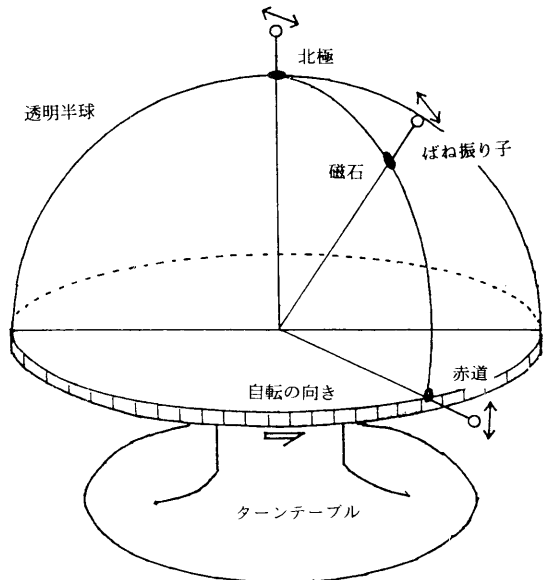 北極
透明半球
ばね振り子
磁石
赤道
自転の向き
ターンテーブル